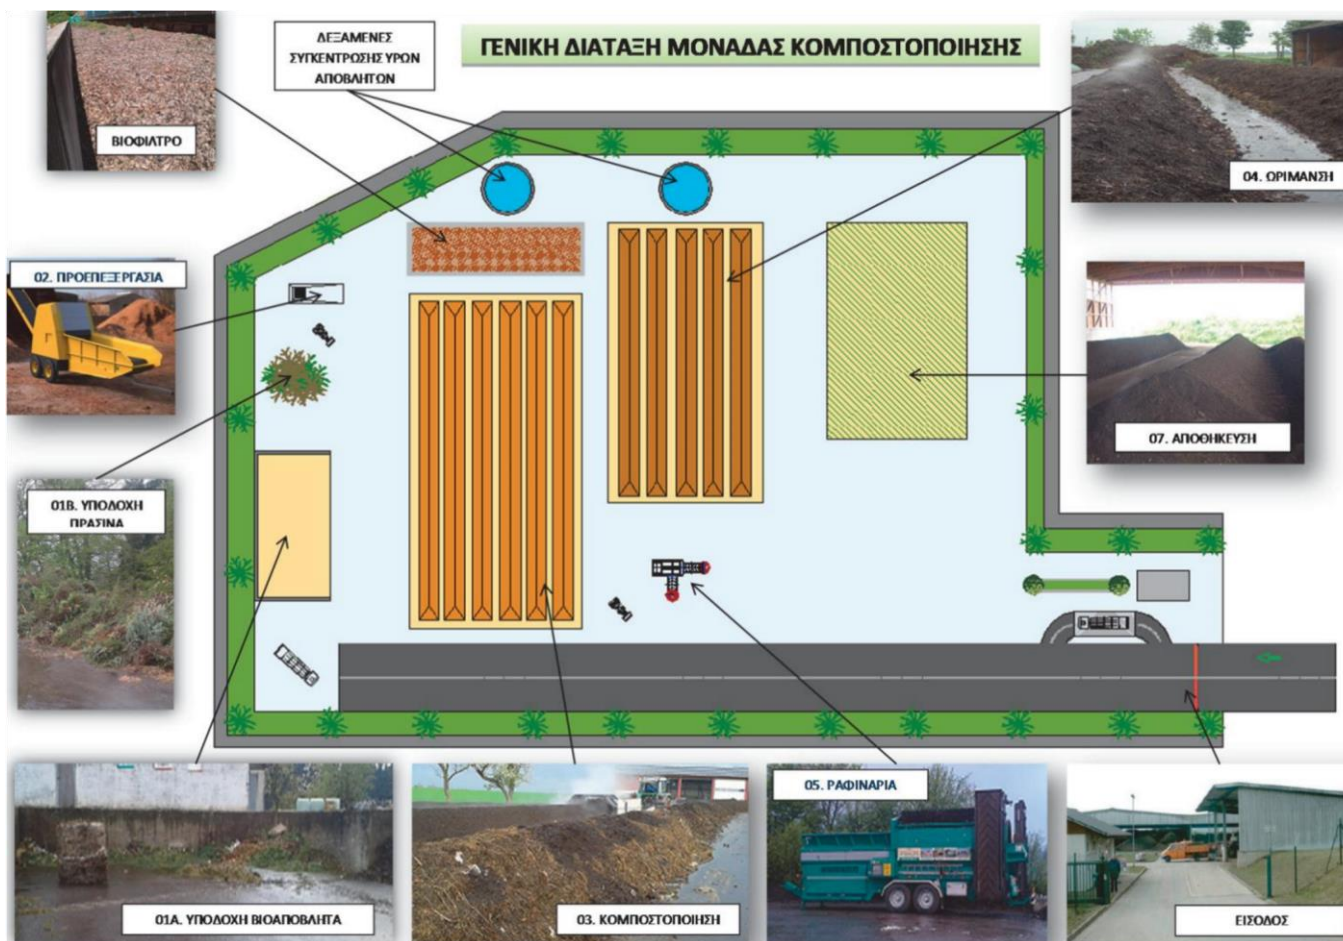 ΔΕΞΑΜΕΝΕΣ
ΣΥΓΚΕΝΤΡΩΣΗΣ ΥΡΩΝ
ΑΠΟΒΛΗΤΩΝ
ΓΕΝΙΚΗ ΔΙΑΤΑΞΗ ΜΟΝΑΔΑΣ ΚΟΜΠΟΣΤΟΠΟΙΗΣΗΣ
ΒΙΟΦΙΛΤΡΟ
04. ΩΡΙΜΑΝΣΗ
02. ΠΡΟΕΠΕΞΕΡΓΑΣΙΑ
07. ΑΠΟΘΗΚΕΥΣΗ
01Β. ΥΠΟΔΟΧΗ
ΠΡΑΣΙΝΑ
05. ΡΑΦΙΝΑΡΙΑ
01Α. ΥΠΟΔΟΧΗ ΒΙΟΑΠΟΒΛΗΤΑ
03. ΚΟΜΠΟΣΤΟΠΟΙΗΣΗ
ΕΙΣΟΔΟΣ